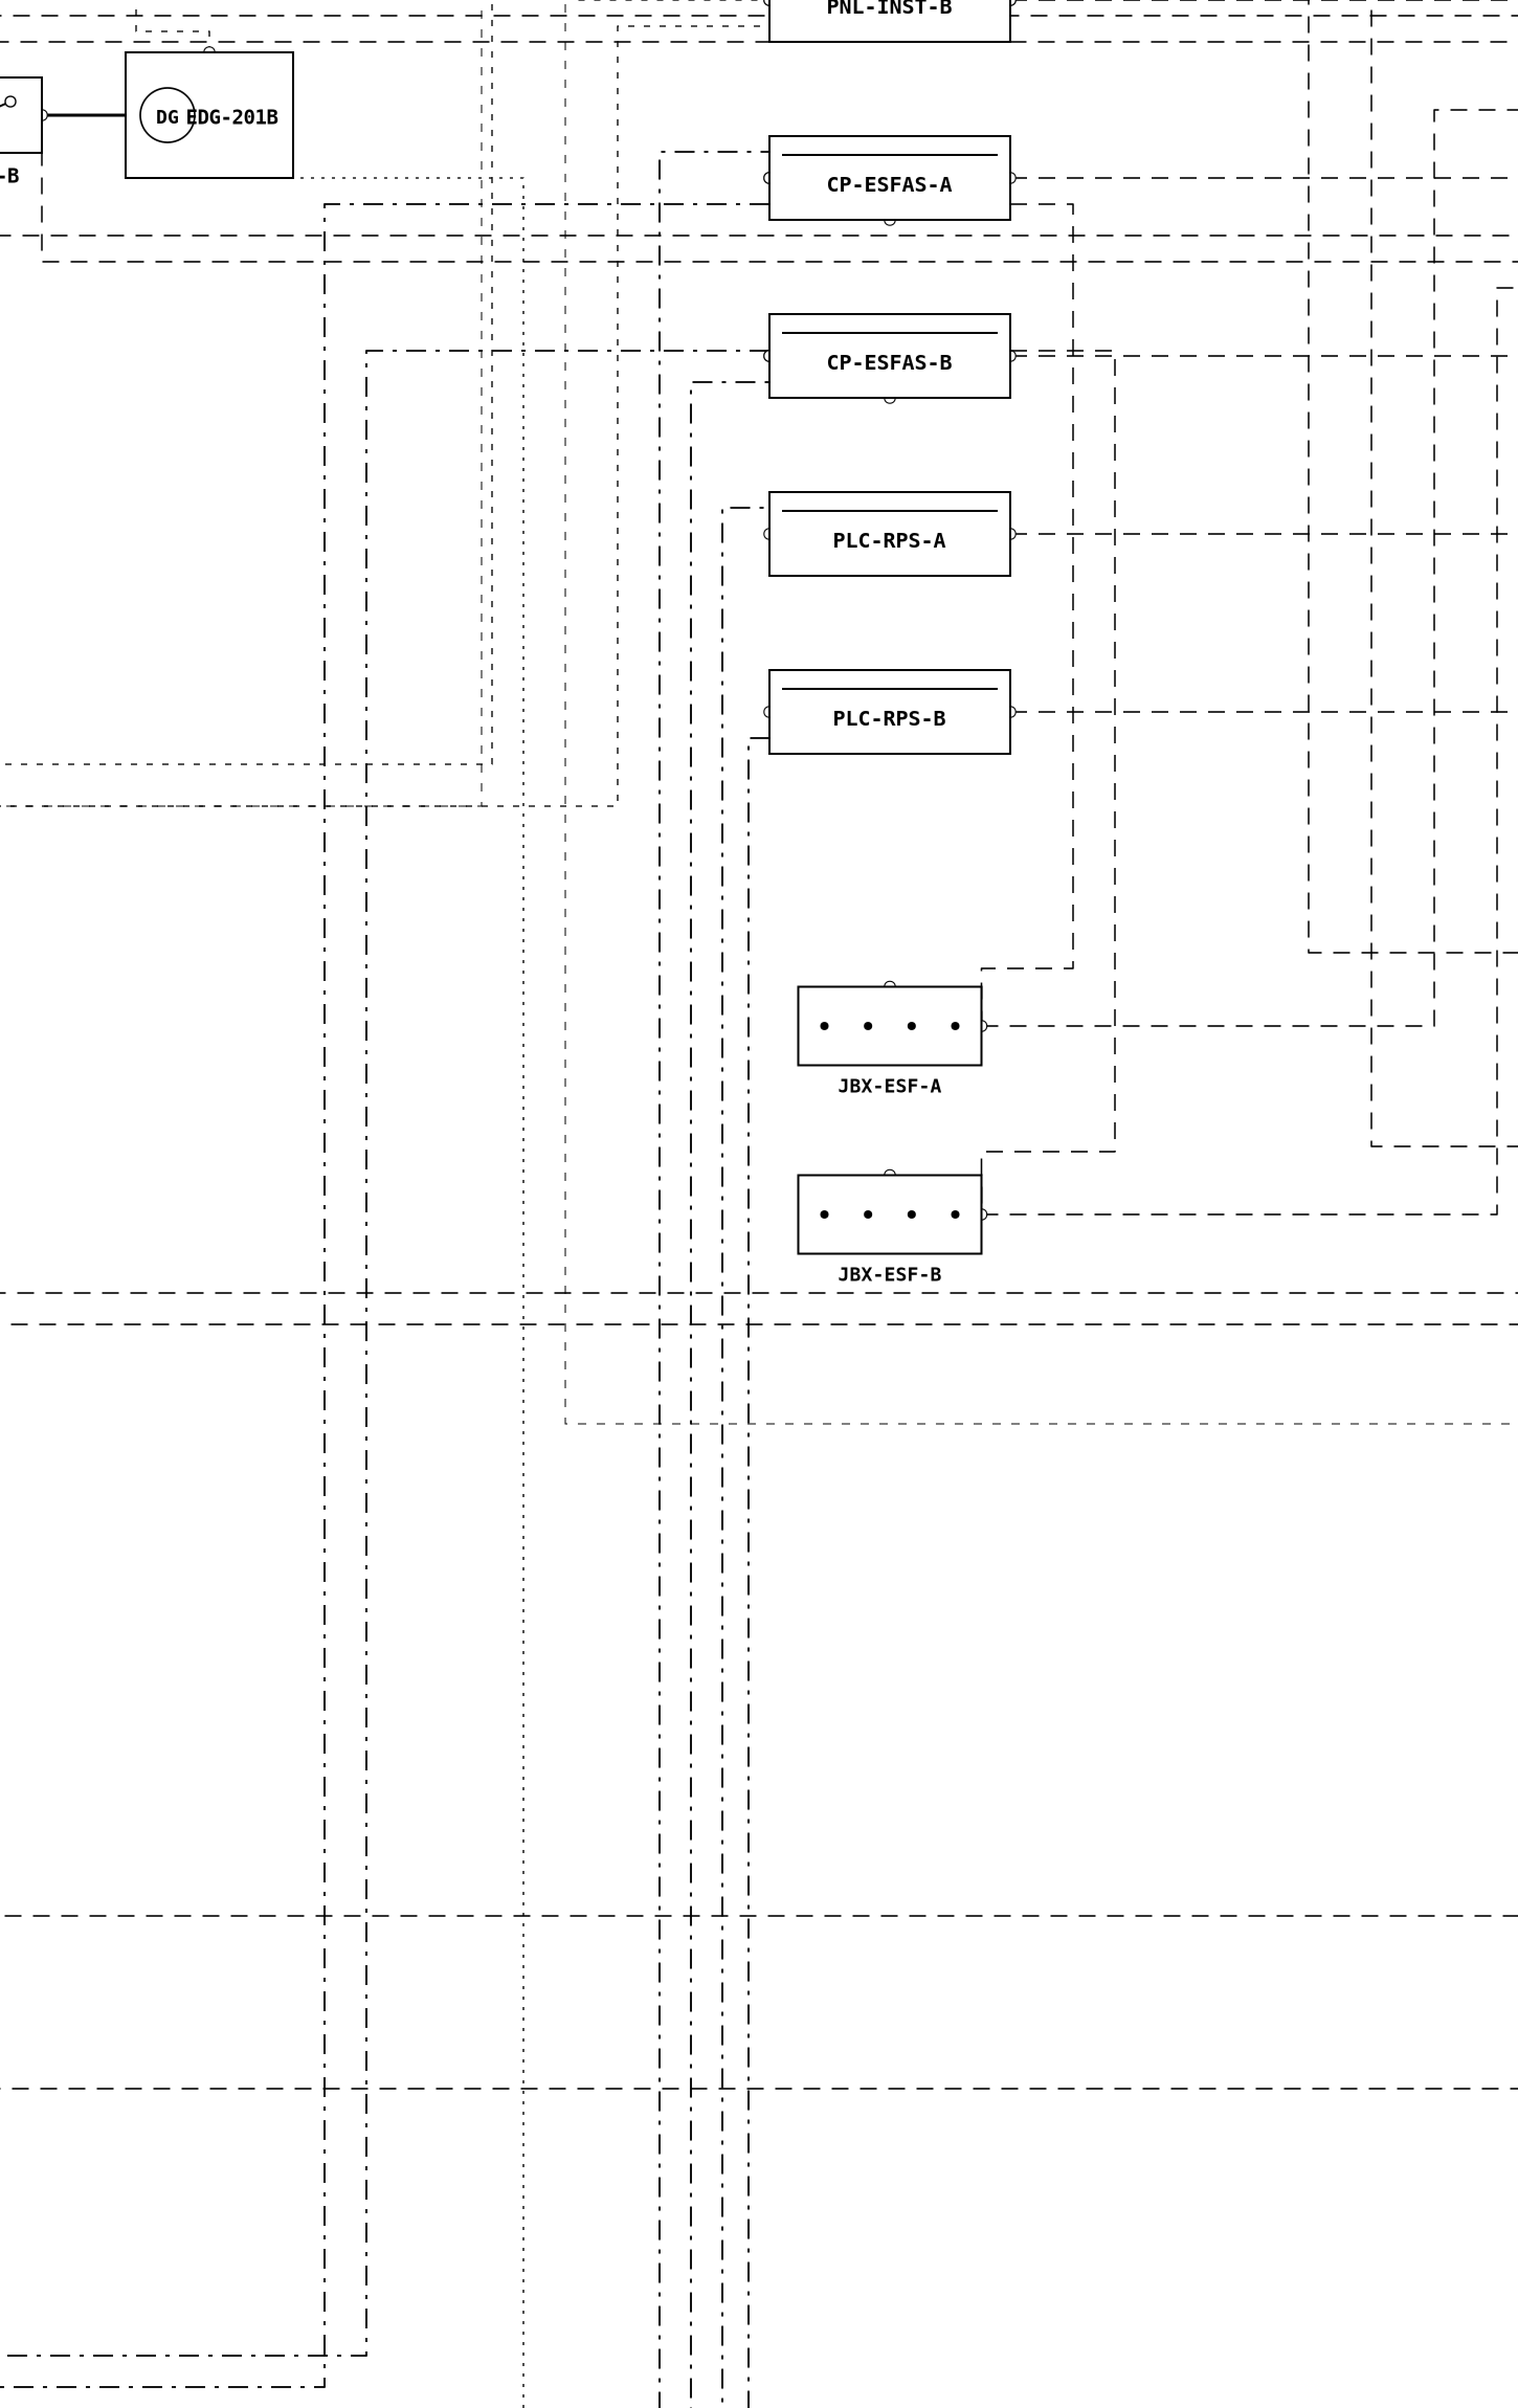 PNL-INST-B
DG EDG-201B
-B
CP-ESFAS-A
CP-ESFAS-B
PLC-RPS-A
PLC-RPS-B
JBX-ESF-A
JBX-ESF-B